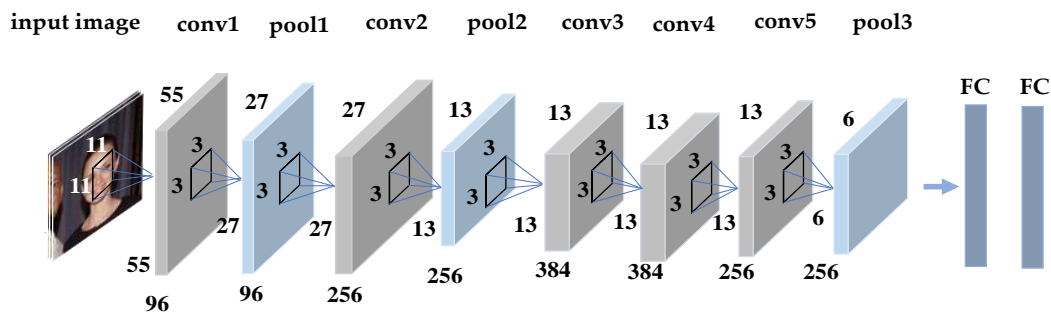 input image conv1 pool1 conv2 pool2 conv3 conv4 conv5 pool3
FC FC
55 27 27 13 13 13 13 6
11 3 3 3 3 3 3 3
11 3 3 3 3 3 3 3
27 27 13 13 13 13 6
55
96 96 256 256 384 384 256 256